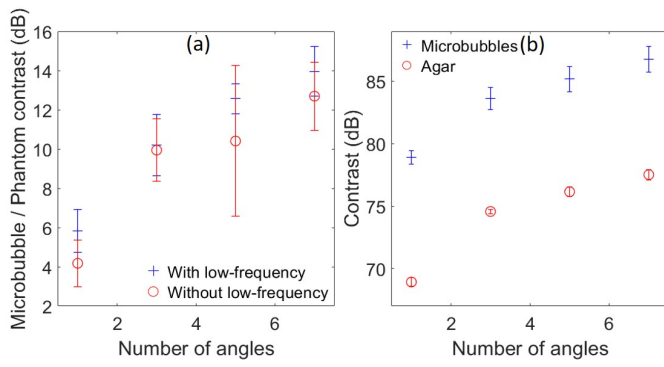 Microbubble / Phantom contrast (dB)
16
14
12
10
8
6
4
2
(a)
With low-frequency
Without low-frequency
2
4
6
Number of angles
Contrast (dB)
85
80
75
70
Microbubbles
(b)
Agar
2
4
6
Number of angles